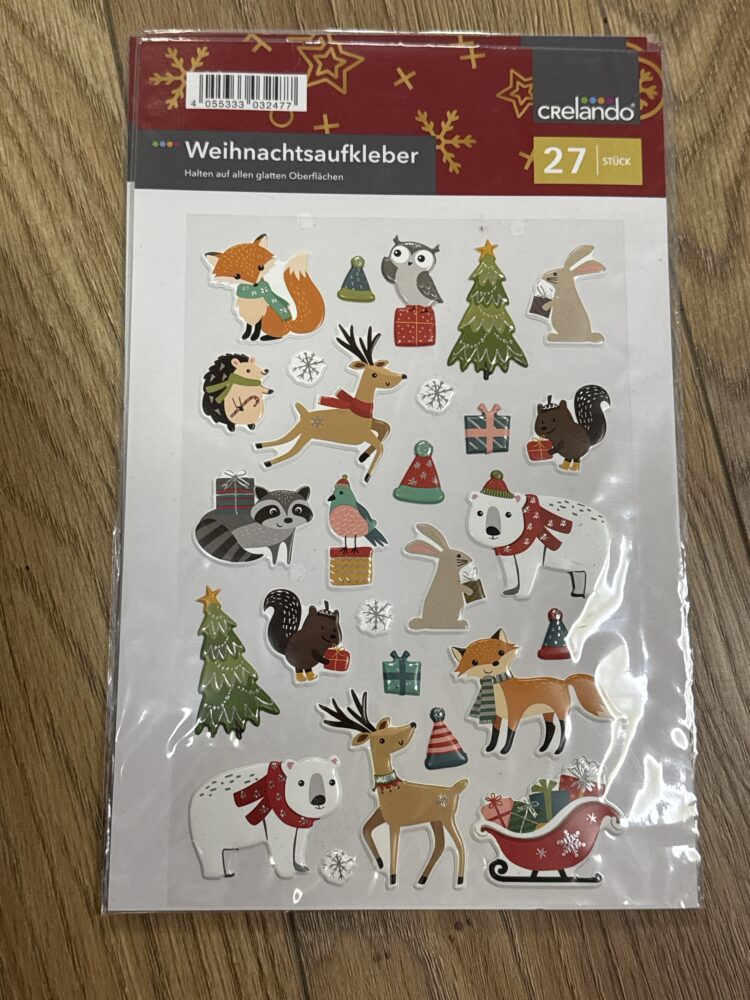 4 055333 032477
CRelando®
Weihnachtsaufkleber
Halten auf allen glatten Oberflächen
27 STÜCK